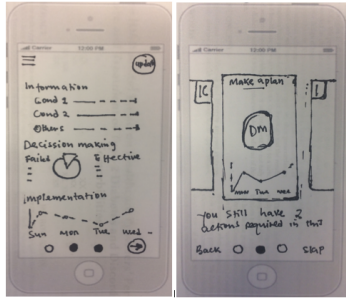 Carrier 12:00 PM
update
Information
Cond 1
Cond 2
Others
Decission making
Failed Effective
Implementation
Sun Mon Tue Wed
Carrier 12:00 PM
Make a plan
IC
I
DM
Mon Tue Wed
You still have 2
actions required in this
Back SKIP